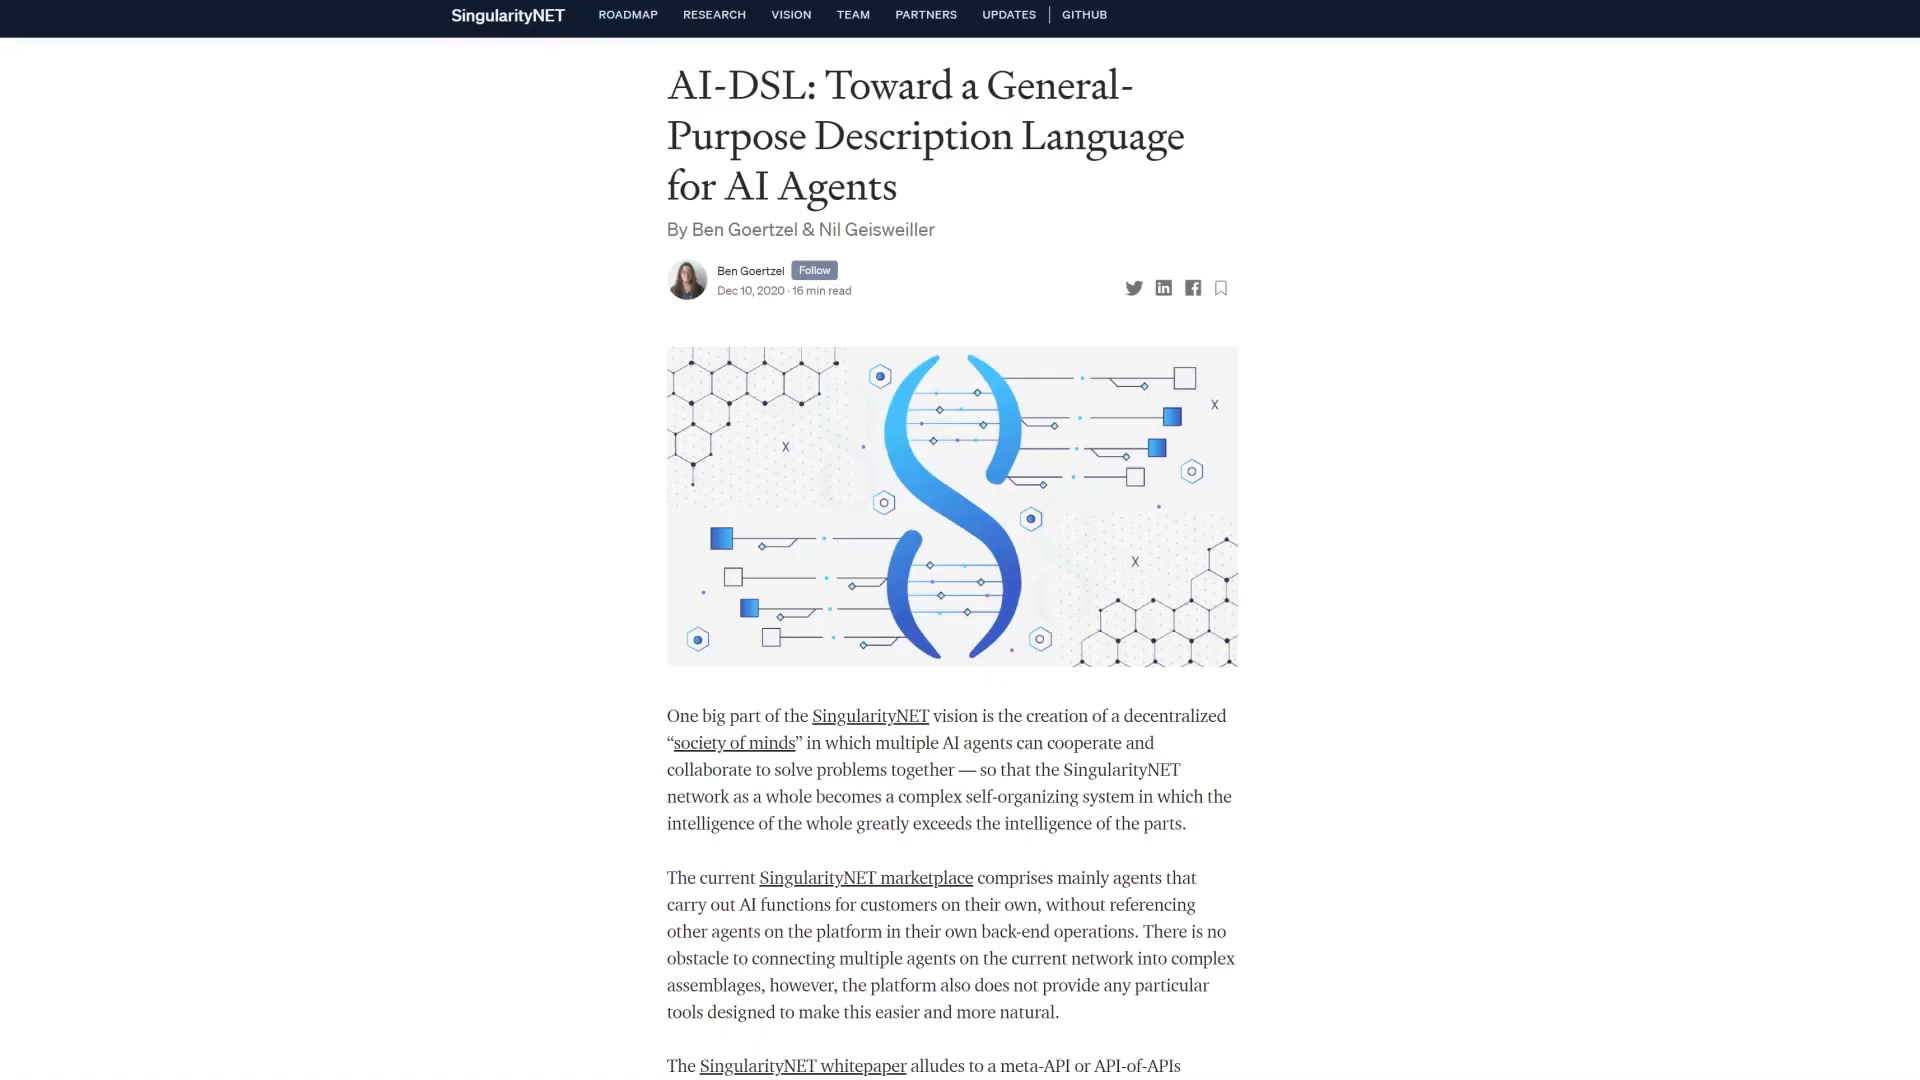 SingularityNET ROADMAP RESEARCH VISION TEAM PARTNERS UPDATES GITHUB
AI-DSL: Toward a General-
Purpose Description Language
for AI Agents
By Ben Goertzel & Nil Geisweiller
Ben Goertzel Follow
Dec 10, 2020 · 16 min read
X
X
X
One big part of the SingularityNET vision is the creation of a decentralized
“society of minds” in which multiple AI agents can cooperate and
collaborate to solve problems together — so that the SingularityNET
network as a whole becomes a complex self-organizing system in which the
intelligence of the whole greatly exceeds the intelligence of the parts.
The current SingularityNET marketplace comprises mainly agents that
carry out AI functions for customers on their own, without referencing
other agents on the platform in their own back-end operations. There is no
obstacle to connecting multiple agents on the current network into complex
assemblages, however, the platform also does not provide any particular
tools designed to make this easier and more natural.
The SingularityNET whitepaper alludes to a meta-API or API-of-APIs